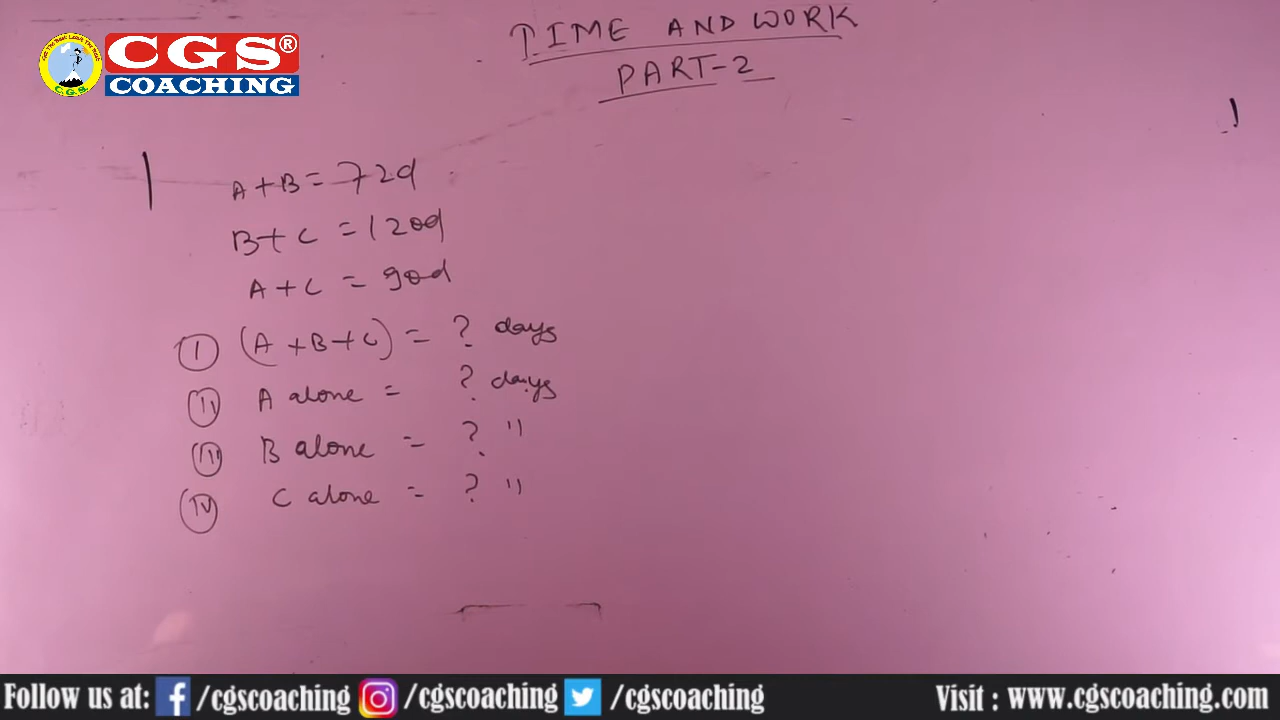 CGS®
COACHING
C.G.S.
TIME AND WORK
PART-2
A+B = 72d
B+C = 120d
A+C = 90d
I (A+B+C) = ? days
II A alone = ? days
III B alone = ? "
IV C alone = ? "
Follow us at: /cgscoaching /cgscoaching /cgscoaching Visit : www.cgscoaching.com